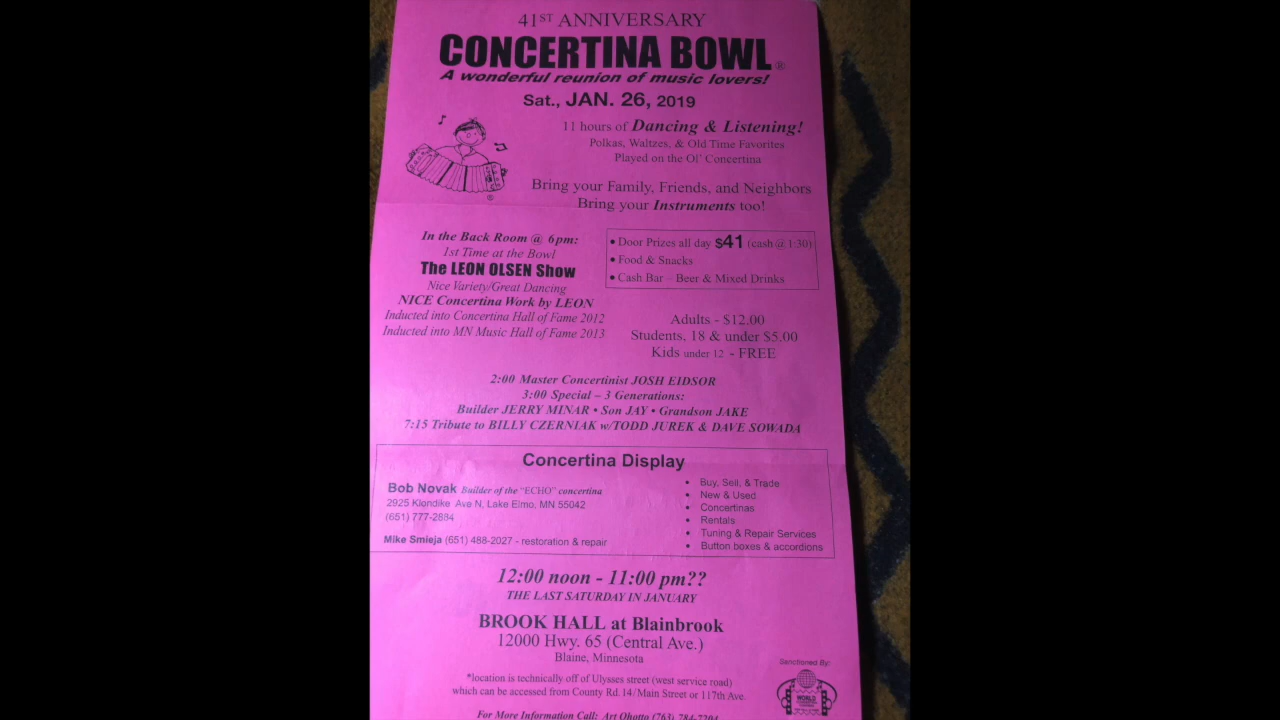 41ST ANNIVERSARY
CONCERTINA BOWL®
A wonderful reunion of music lovers!
Sat., JAN. 26, 2019
11 hours of Dancing & Listening!
Polkas, Waltzes, & Old Time Favorites
Played on the Ol' Concertina
®
Bring your Family, Friends, and Neighbors
Bring your Instruments too!
In the Back Room @ 6pm:
1st Time at the Bowl
The LEON OLSEN Show
Nice Variety/Great Dancing
NICE Concertina Work by LEON
Inducted into Concertina Hall of Fame 2012
Inducted into MN Music Hall of Fame 2013
• Door Prizes all day $41 (cash @ 1:30)
• Food & Snacks
• Cash Bar – Beer & Mixed Drinks
Adults - $12.00
Students, 18 & under $5.00
Kids under 12 - FREE
2:00 Master Concertinist JOSH EIDSOR
3:00 Special – 3 Generations:
Builder JERRY MINAR • Son JAY • Grandson JAKE
7:15 Tribute to BILLY CZERNIAK w/TODD JUREK & DAVE SOWADA
Concertina Display
Bob Novak Builder of the "ECHO" concertina
2925 Klondike Ave N, Lake Elmo, MN 55042
(651) 777-2884
Mike Smieja (651) 488-2027 - restoration & repair
• Buy, Sell, & Trade
• New & Used
• Concertinas
• Rentals
• Tuning & Repair Services
• Button boxes & accordions
12:00 noon - 11:00 pm??
THE LAST SATURDAY IN JANUARY
BROOK HALL at Blainbrook
12000 Hwy. 65 (Central Ave.)
Blaine, Minnesota
*location is technically off of Ulysses street (west service road)
which can be accessed from County Rd. 14/Main Street or 117th Ave.
Sanctioned By:
WORLD
For More Information Call: Art Ohotto (763) 784-7204